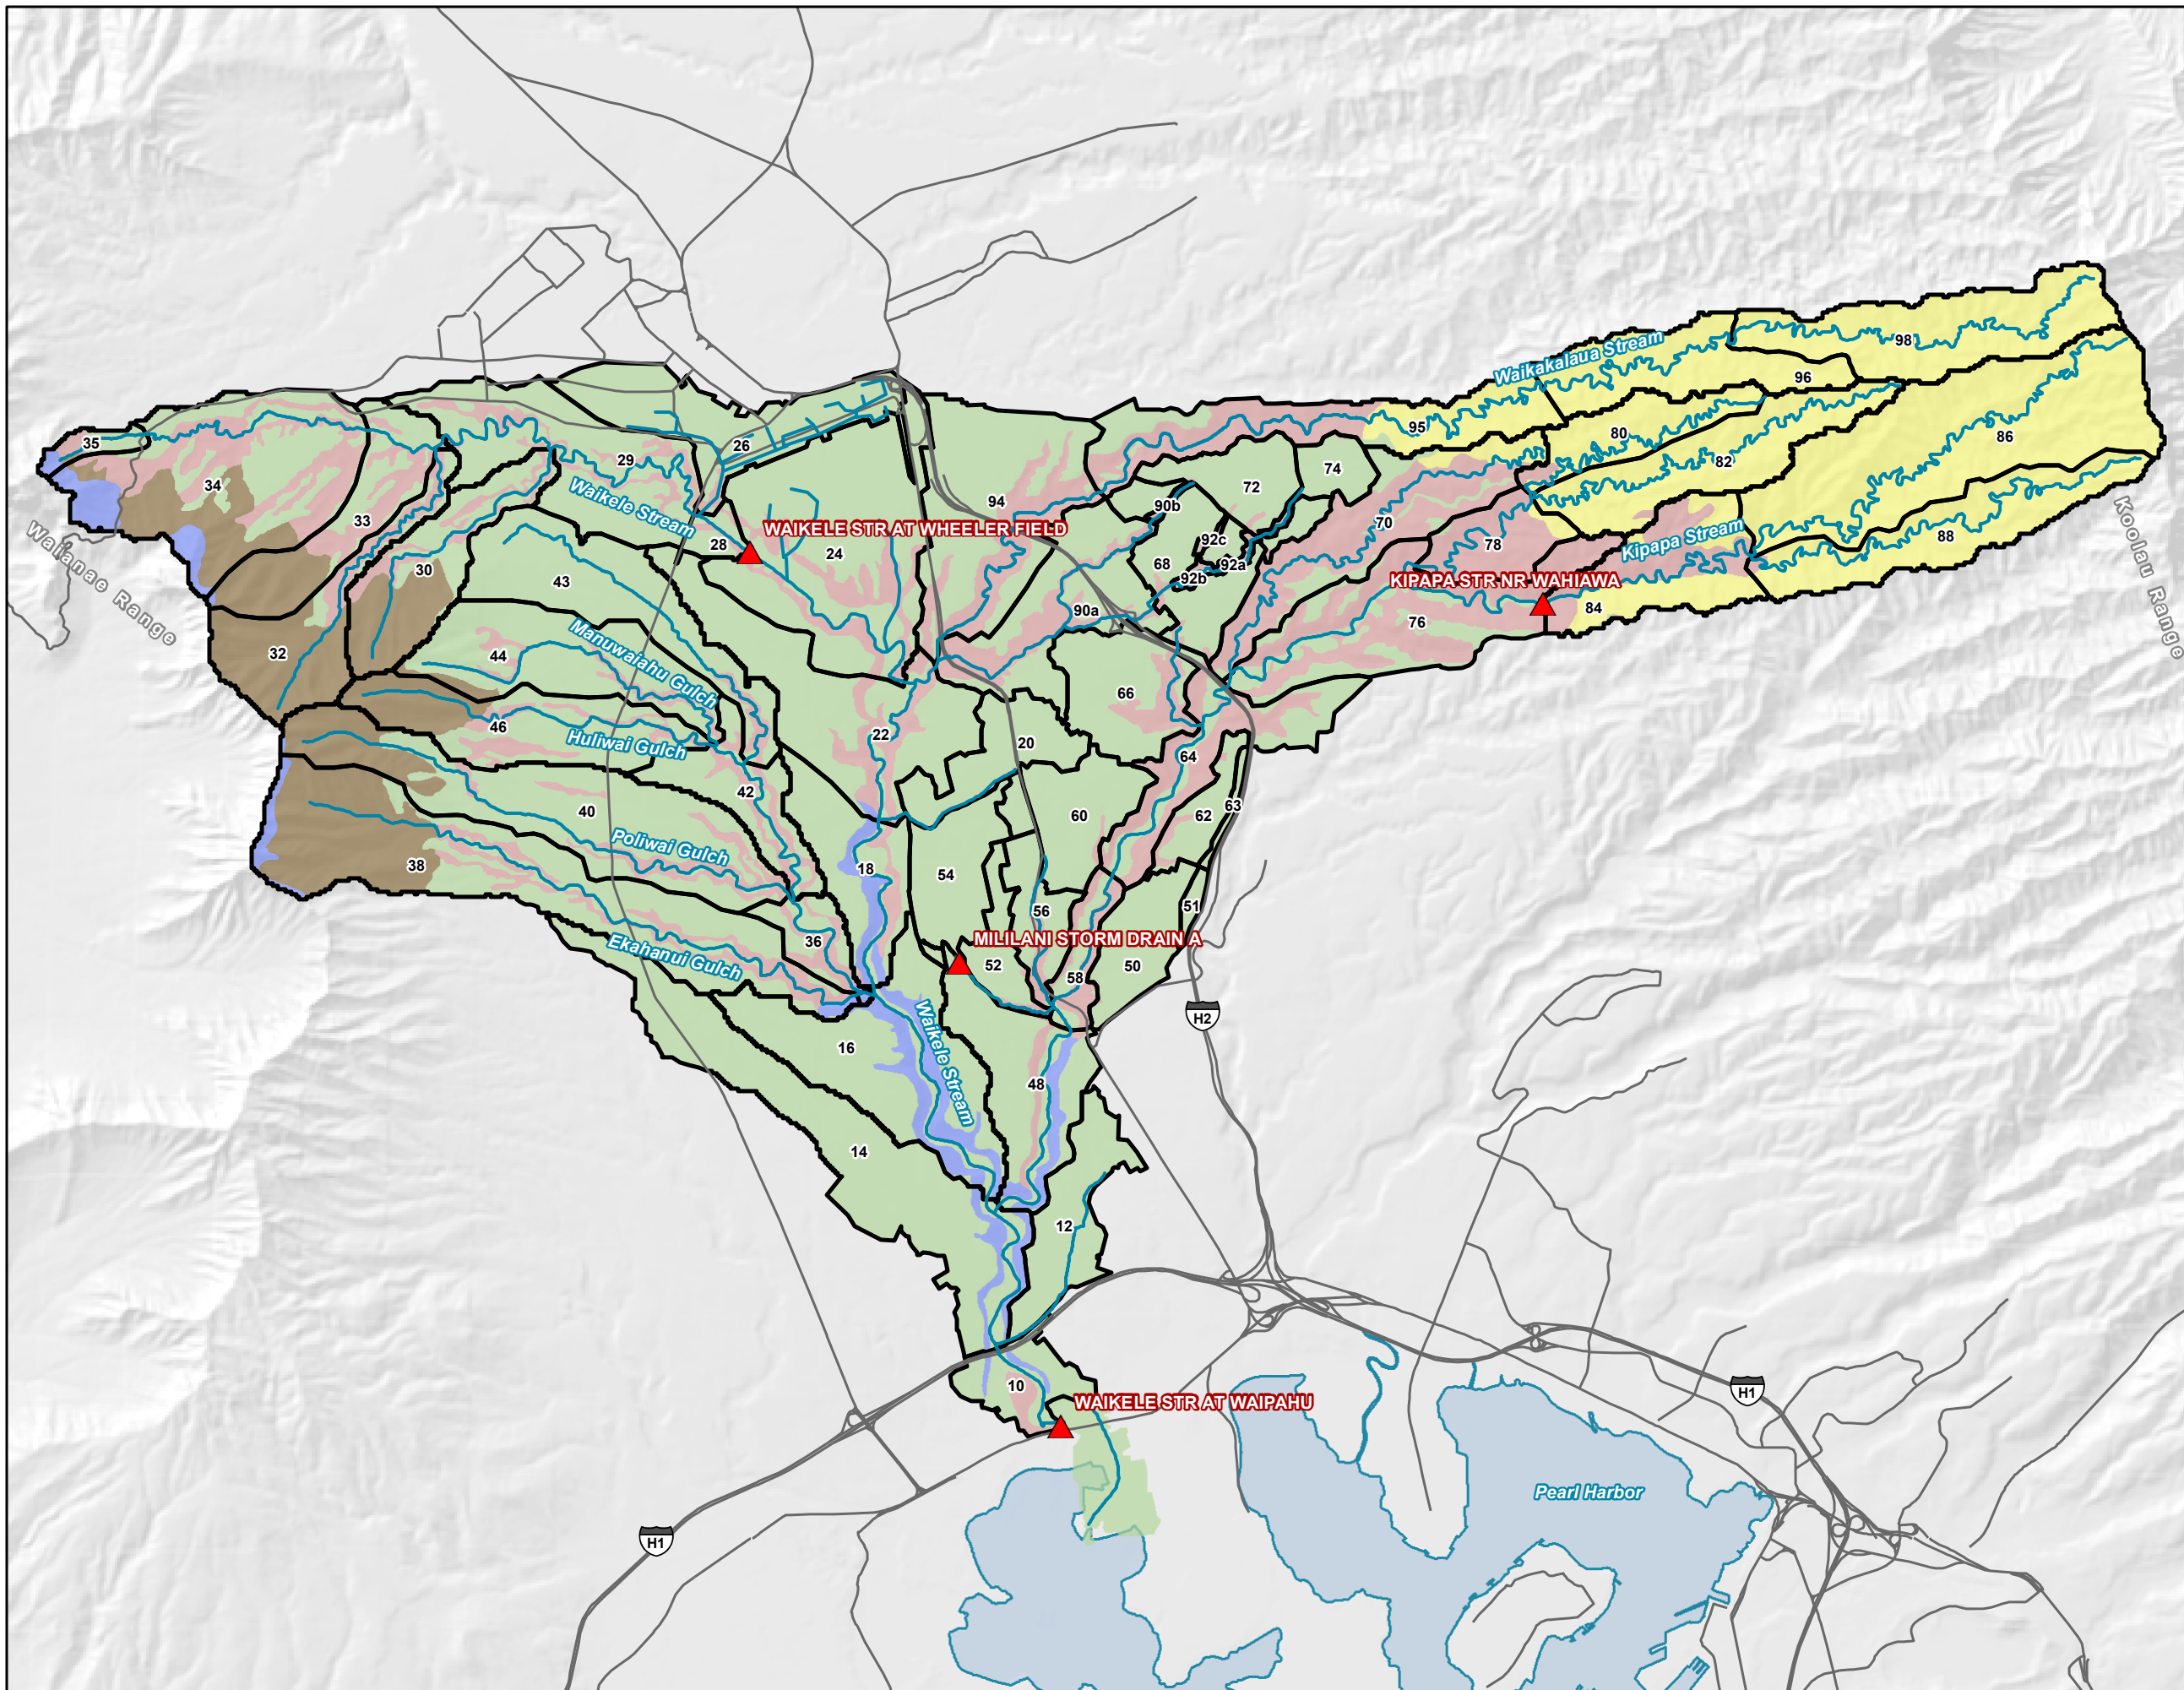 98
Waikakalaua Stream
96
95
80
86
35
26
82
29
74
34
72
94
90b
33
70
88
Waikele Stream
WAIKELE STR AT WHEELER FIELD
Kipapa Stream
28
24
92c
78
Waianae Range
Koolau Range
68
92a
30
43
92b
KIPAPA STR NR WAHIAWA
90a
84
76
32
44
Manuwaiahu Gulch
66
46
Huliwai Gulch
22
20
64
42
40
63
60
62
Poliwai Gulch
38
18
54
51
56
36
MILILANI STORM DRAIN A
Ekahanui Gulch
52
50
58
H2
Waikele Stream
16
48
14
12
10
H1
WAIKELE STR AT WAIPAHU
Pearl Harbor
H1